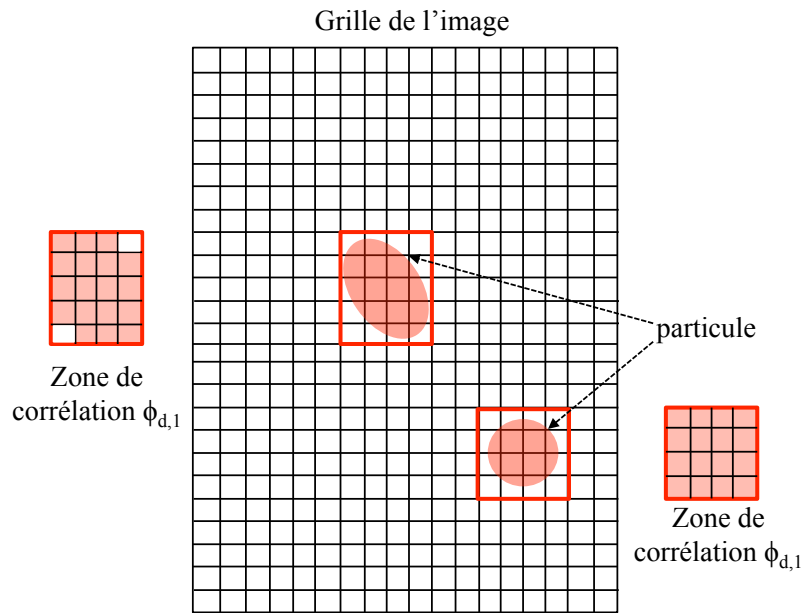 Grille de l’image
particule
Zone de
corrélation ϕd,1
Zone de
corrélation ϕd,1